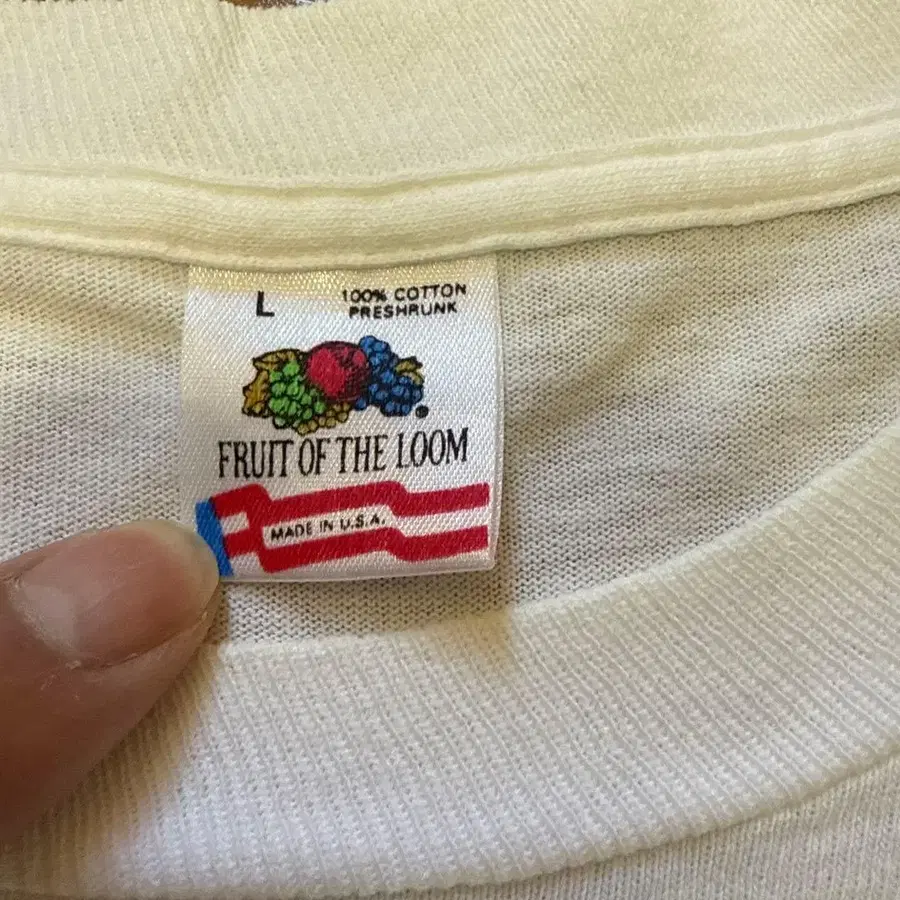 L
100% COTTON
PRESHRUNK
FRUIT OF THE LOOM
MADE IN U.S.A.